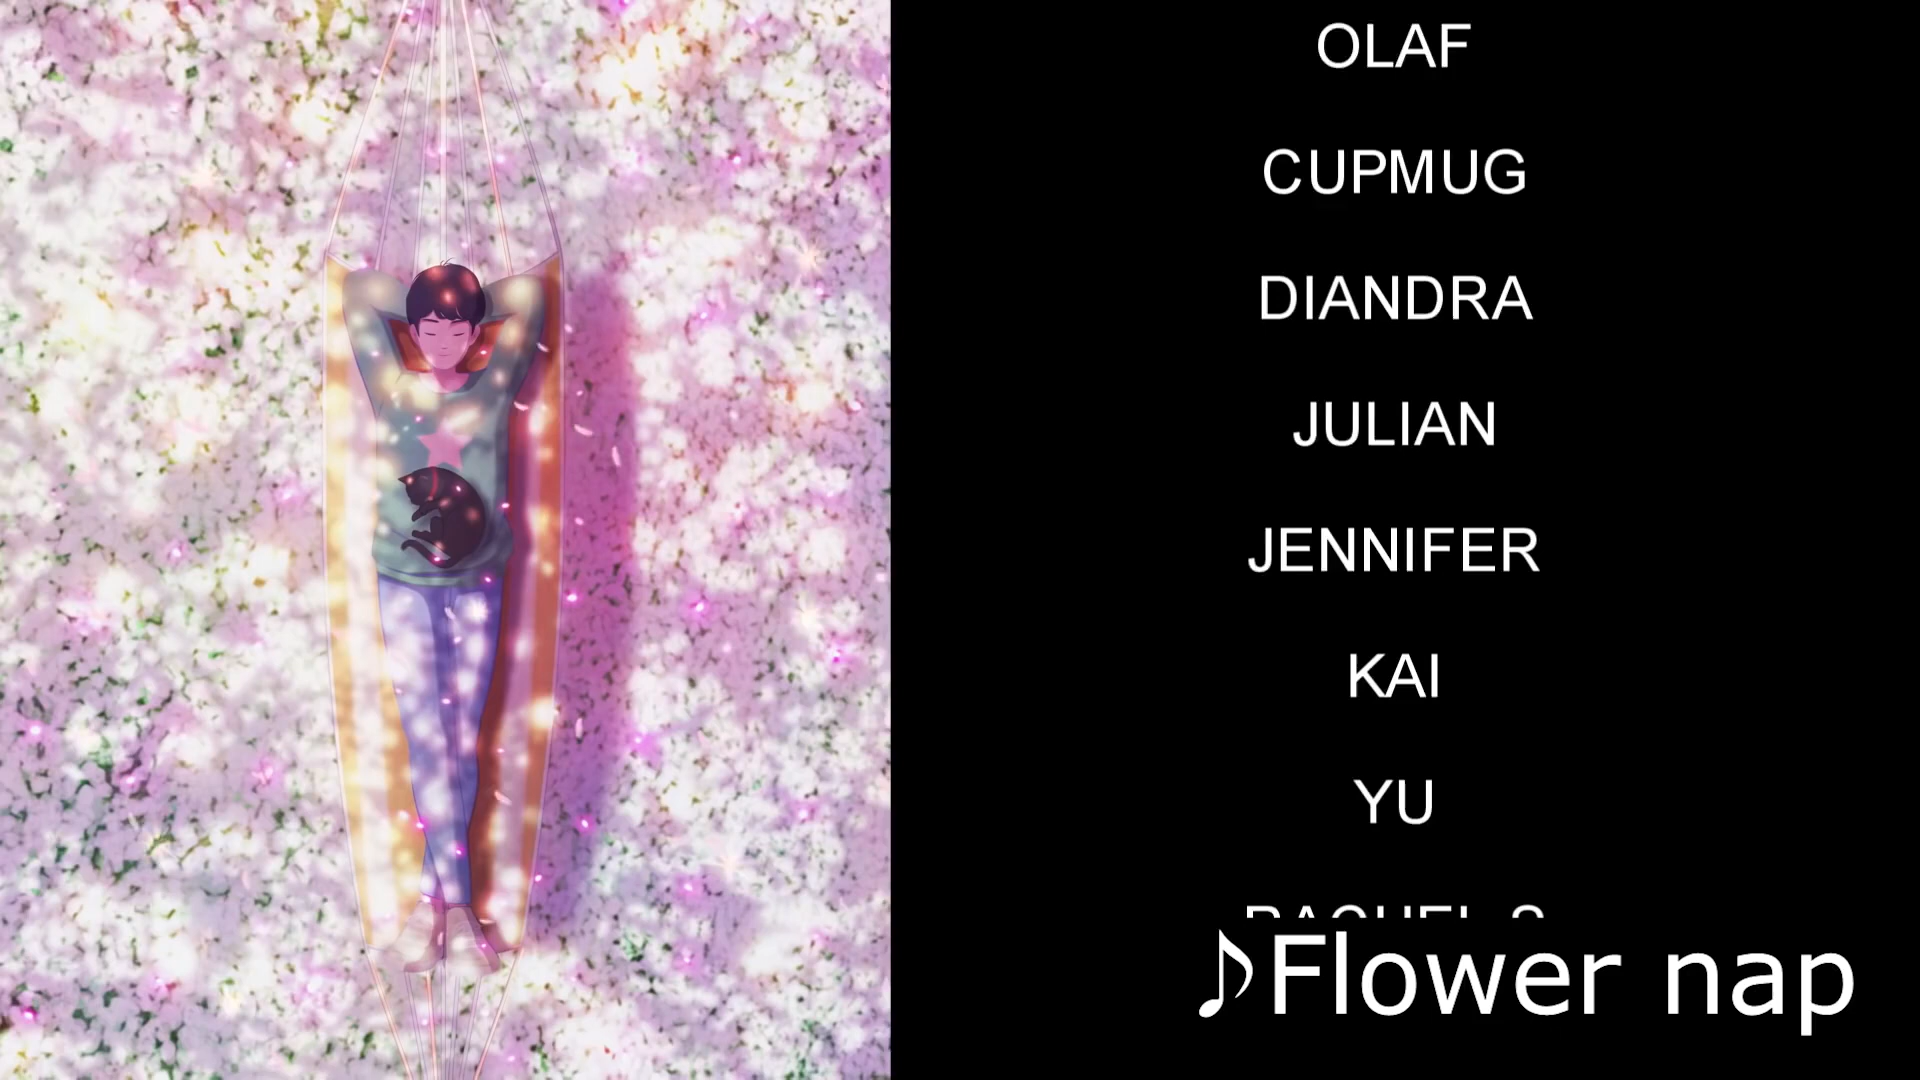 OLAF
CUPMUG
DIANDRA
JULIAN
JENNIFER
KAI
YU
♪Flower nap